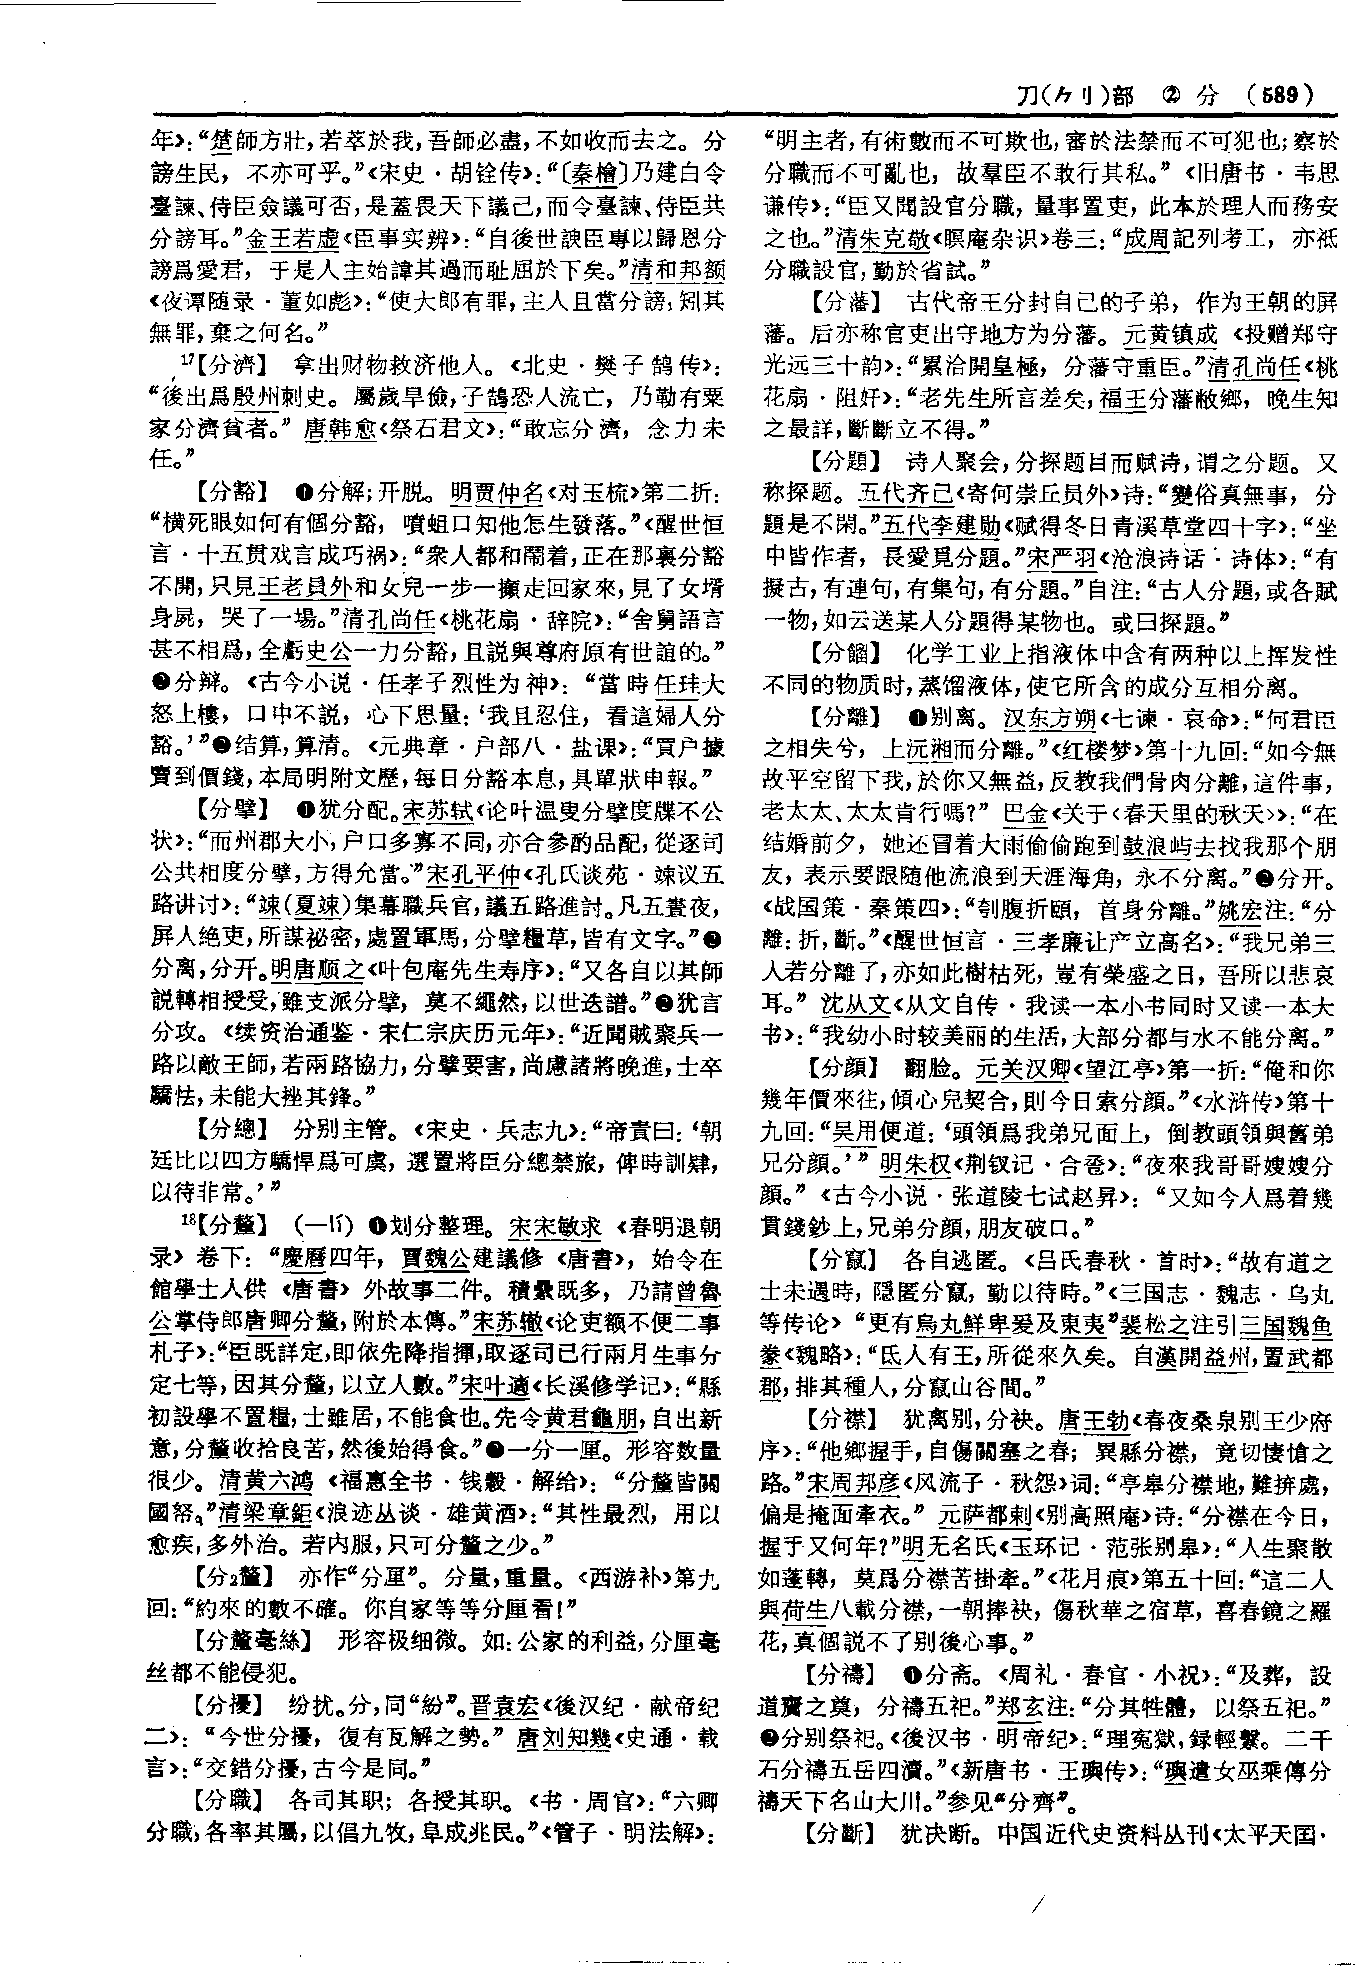 刀(⺈刂)部 ② 分 (589)
年》：“楚師方壯，若萃於我，吾師必盡，不如收而去之。分
謗生民，不亦可乎。”《宋史·胡铨传》：“〔秦檜〕乃建白令
臺諫、侍臣僉議可否，是蓋畏天下議己，而令臺諫、侍臣共
分謗耳。”金王若虚《臣事实辨》：“自後世諛臣專以歸恩分
謗爲愛君，于是人主始諱其過而耻屈於下矣。”清和邦额
《夜谭随录·董如彪》：“使大郎有罪，主人且當分謗，矧其
無罪，棄之何名。”
17【分濟】 拿出财物救济他人。《北史·樊子鹄传》：
“後出爲殷州刺史。屬歲旱儉，子鵠恐人流亡，乃勒有粟
家分濟貧者。”唐韩愈《祭石君文》：“敢忘分濟，念力未
任。”
【分豁】 ❶分解；开脱。明贾仲名《对玉梳》第二折：
“横死眼如何有個分豁，噴蛆口知他怎生發落。”《醒世恒
言·十五贯戏言成巧祸》：“衆人都和鬧着，正在那裏分豁
不開，只見王老員外和女兒一步一攧走回家來，見了女壻
身屍，哭了一場。”清孔尚任《桃花扇·辞院》：“舍舅語言
甚不相爲，全虧史公一力分豁，且説與尊府原有世誼的。”
❷分辩。《古今小说·任孝子烈性为神》：“當時任珪大
怒上樓，口中不説，心下思量：‘我且忍住，看這婦人分
豁。’”❸结算，算清。《元典章·户部八·盐课》：“買户據
賣到價錢，本局明附文歷，每日分豁本息，具單狀申報。”
【分擘】 ❶犹分配。宋苏轼《论叶温叟分擘度牒不公
状》：“而州郡大小，户口多寡不同，亦合參酌品配，從逐司
公共相度分擘，方得允當。”宋孔平仲《孔氏谈苑·竦议五
路讲讨》：“竦（夏竦）集幕職兵官，議五路進討。凡五晝夜，
屏人絶吏，所謀祕密，處置軍馬，分擘糧草，皆有文字。”❷
分离，分开。明唐顺之《叶包庵先生寿序》：“又各自以其師
説轉相授受，雖支派分擘，莫不繩然，以世迭譜。”❸犹言
分攻。《续资治通鉴·宋仁宗庆历元年》：“近聞賊聚兵一
路以敵王師，若兩路協力，分擘要害，尚慮諸將晚進，士卒
驕怯，未能大挫其鋒。”
【分總】 分别主管。《宋史·兵志九》：“帝責曰：‘朝
廷比以四方驕悍爲可虞，選置將臣分總禁旅，俾時訓肄，
以待非常。’”
18【分釐】 (—lí) ❶划分整理。宋宋敏求《春明退朝
录》卷下：“慶曆四年，賈魏公建議修《唐書》，始令在
館學士人供《唐書》外故事二件。積纍既多，乃請曾魯
公掌侍郎唐卿分釐，附於本傳。”宋苏辙《论吏额不便二事
札子》：“臣既詳定，即依先降指揮，取逐司已行兩月生事分
定七等，因其分釐，以立人數。”宋叶適《长溪修学记》：“縣
初設學不置糧，士雖居，不能食也。先令黄君龜朋，自出新
意，分釐收拾良苦，然後始得食。”❷一分一厘。形容数量
很少。清黄六鸿《福惠全书·钱穀·解给》：“分釐皆關
國帑。”清梁章鉅《浪迹丛谈·雄黄酒》：“其性最烈，用以
愈疾，多外治。若内服，只可分釐之少。”
【分2釐】 亦作“分厘”。分量，重量。《西游补》第九
回：“約來的數不確。你自家等等分厘看！”
【分釐毫絲】 形容极细微。如：公家的利益，分厘毫
丝都不能侵犯。
【分擾】 纷扰。分，同“紛”。晋袁宏《後汉纪·献帝纪
二》：“今世分擾，復有瓦解之勢。”唐刘知幾《史通·载
言》：“交錯分擾，古今是同。”
【分職】 各司其职；各授其职。《书·周官》：“六卿
分職，各率其屬，以倡九牧，阜成兆民。”《管子·明法解》：
“明主者，有術數而不可欺也，審於法禁而不可犯也；察於
分職而不可亂也，故羣臣不敢行其私。”《旧唐书·韦思
谦传》：“臣又聞設官分職，量事置吏，此本於理人而務安
之也。”清朱克敬《暝庵杂识》卷三：“成周記列考工，亦衹
分職設官，勤於省試。”
【分藩】 古代帝王分封自己的子弟，作为王朝的屏
藩。后亦称官吏出守地方为分藩。元黄镇成《投赠郑守
光远三十韵》：“累洽開皇極，分藩守重臣。”清孔尚任《桃
花扇·阻奸》：“老先生所言差矣，福王分藩敝鄉，晚生知
之最詳，斷斷立不得。”
【分題】 诗人聚会，分探题目而赋诗，谓之分题。又
称探题。五代齐己《寄何崇丘员外》诗：“變俗真無事，分
題是不閑。”五代李建勋《赋得冬日青溪草堂四十字》：“坐
中皆作者，長愛覓分題。”宋严羽《沧浪诗话·诗体》：“有
擬古，有連句，有集句，有分題。”自注：“古人分題，或各賦
一物，如云送某人分題得某物也。或曰探題。”
【分餾】 化学工业上指液体中含有两种以上挥发性
不同的物质时，蒸馏液体，使它所含的成分互相分离。
【分離】 ❶别离。汉东方朔《七谏·哀命》：“何君臣
之相失兮，上沅湘而分離。”《红楼梦》第十九回：“如今無
故平空留下我，於你又無益，反教我們骨肉分離，這件事，
老太太、太太肯行嗎？”巴金《关于〈春天里的秋天〉》：“在
结婚前夕，她还冒着大雨偷偷跑到鼓浪屿去找我那个朋
友，表示要跟随他流浪到天涯海角，永不分离。”❷分开。
《战国策·秦策四》：“刳腹折頤，首身分離。”姚宏注：“分
離：折，斷。”《醒世恒言·三孝廉让产立高名》：“我兄弟三
人若分離了，亦如此樹枯死，豈有榮盛之日，吾所以悲哀
耳。”沈从文《从文自传·我读一本小书同时又读一本大
书》：“我幼小时较美丽的生活，大部分都与水不能分离。”
【分顔】 翻脸。元关汉卿《望江亭》第一折：“俺和你
幾年價來往，傾心兒契合，則今日索分顔。”《水浒传》第十
九回：“吴用便道：‘頭領爲我弟兄面上，倒教頭領與舊弟
兄分顔。’”明朱权《荆钗记·合卺》：“夜來我哥哥嫂嫂分
顔。”《古今小说·张道陵七试赵昇》：“又如今人爲着幾
貫錢鈔上，兄弟分顔，朋友破口。”
【分竄】 各自逃匿。《吕氏春秋·首时》：“故有道之
士未遇時，隱匿分竄，勤以待時。”《三国志·魏志·乌丸
等传论》“更有烏丸鮮卑爰及東夷”裴松之注引三国魏鱼
豢《魏略》：“氐人有王，所從來久矣。自漢開益州，置武都
郡，排其種人，分竄山谷間。”
【分襟】 犹离别，分袂。唐王勃《春夜桑泉别王少府
序》：“他鄉握手，自傷關塞之春；異縣分襟，竟切悽愴之
路。”宋周邦彦《风流子·秋怨》词：“亭皋分襟地，難拚處，
偏是掩面牽衣。”元萨都剌《别高照庵》诗：“分襟在今日，
握手又何年？”明无名氏《玉环记·范张别皋》：“人生聚散
如蓬轉，莫爲分襟苦掛牽。”《花月痕》第五十回：“這二人
與荷生八載分襟，一朝捧袂，傷秋華之宿草，喜春鏡之羅
花，真個説不了别後心事。”
【分禱】 ❶分斋。《周礼·春官·小祝》：“及葬，設
道齎之奠，分禱五祀。”郑玄注：“分其牲體，以祭五祀。”
❷分别祭祀。《後汉书·明帝纪》：“理冤獄，録輕繫。二千
石分禱五岳四瀆。”《新唐书·王璵传》：“璵遣女巫乘傳分
禱天下名山大川。”参见“分齊”。
【分斷】 犹决断。中国近代史资料丛刊《太平天囯·